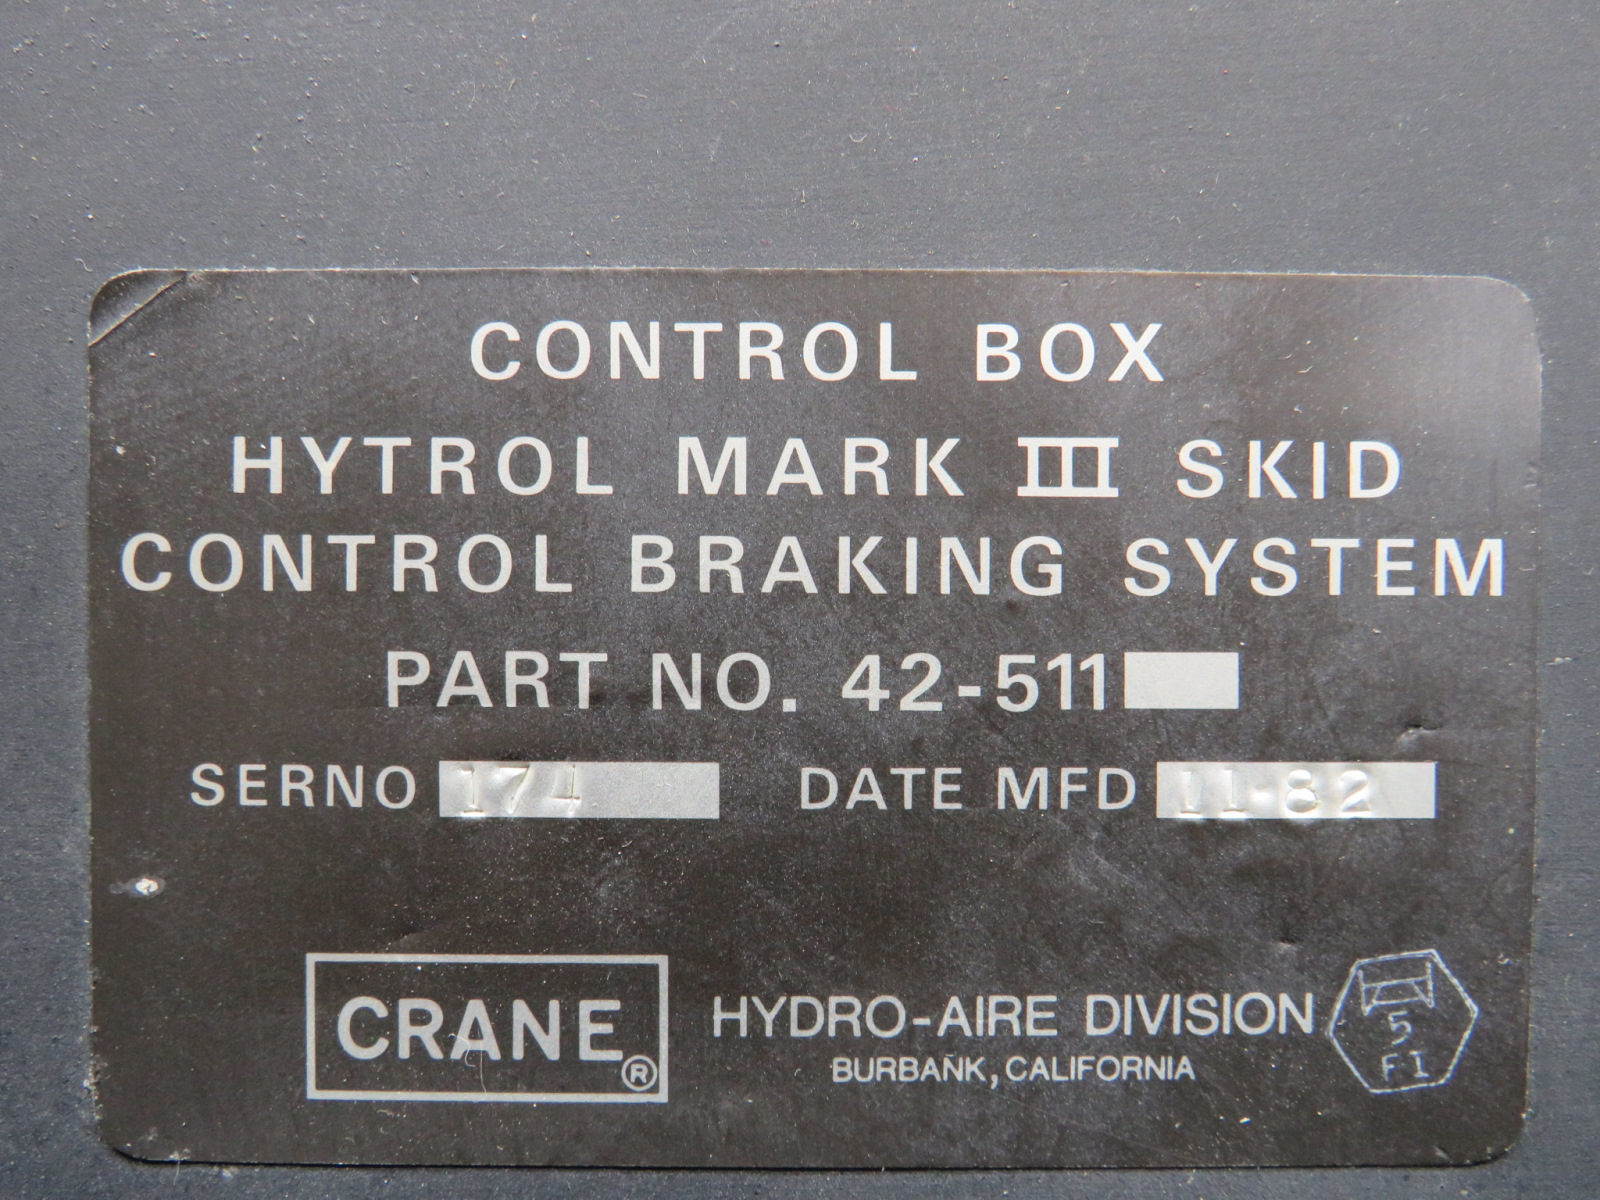 CONTROL BOX
HYTROL MARK III SKID
CONTROL BRAKING SYSTEM
PART NO. 42-511
SERNO 174 DATE MFD 11-82
CRANE®
HYDRO-AIRE DIVISION
BURBANK, CALIFORNIA
5
FI